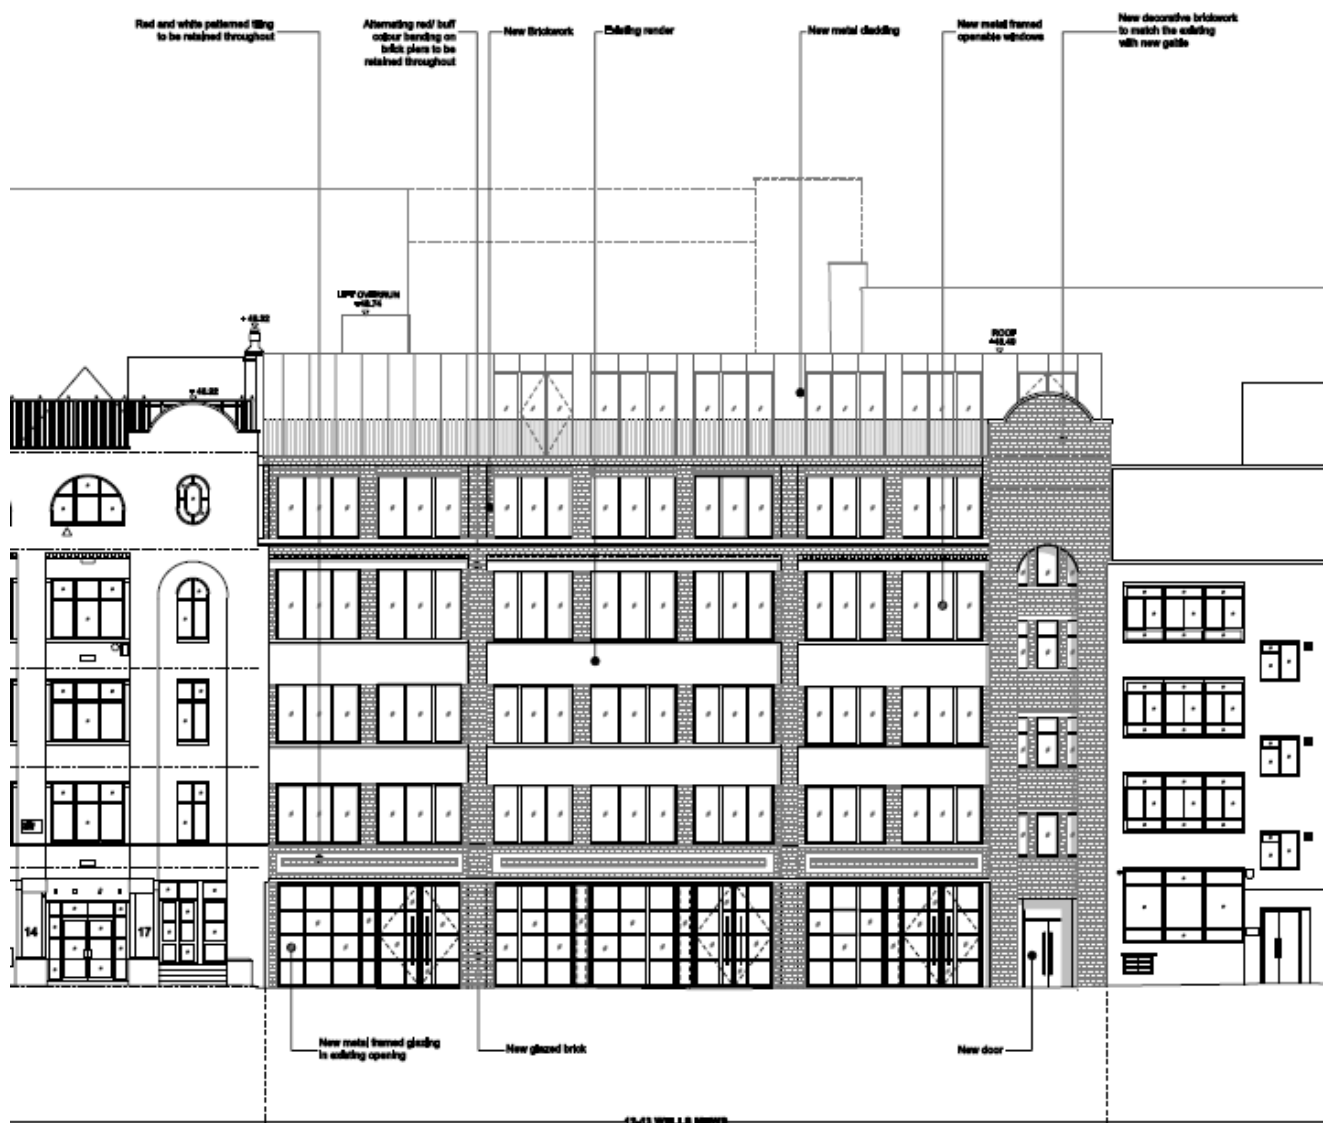 Red and white patterned tiling
to be retained throughout
Alternating red/ buff
colour banding on
brick piers to be
retained throughout
New Brickwork
Existing render
New metal cladding
New metal framed
openable windows
New decorative brickwork
to match the existing
with new gable
LIFT OVERRUN
ROOF
14
17
New metal framed glazing
in existing opening
New glazed brick
New door